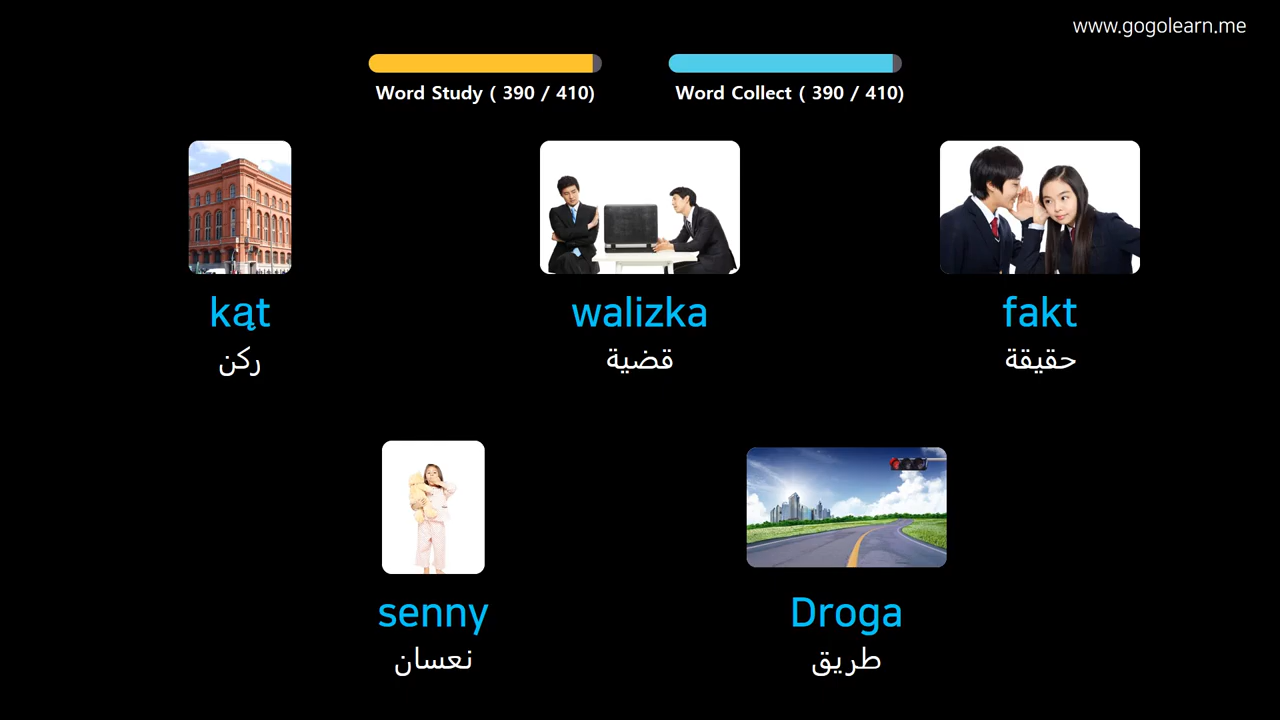 www.gogolearn.me
Word Study ( 390 / 410)
Word Collect ( 390 / 410)
kąt
ركن
walizka
قضية
fakt
حقيقة
senny
نعسان
Droga
طريق